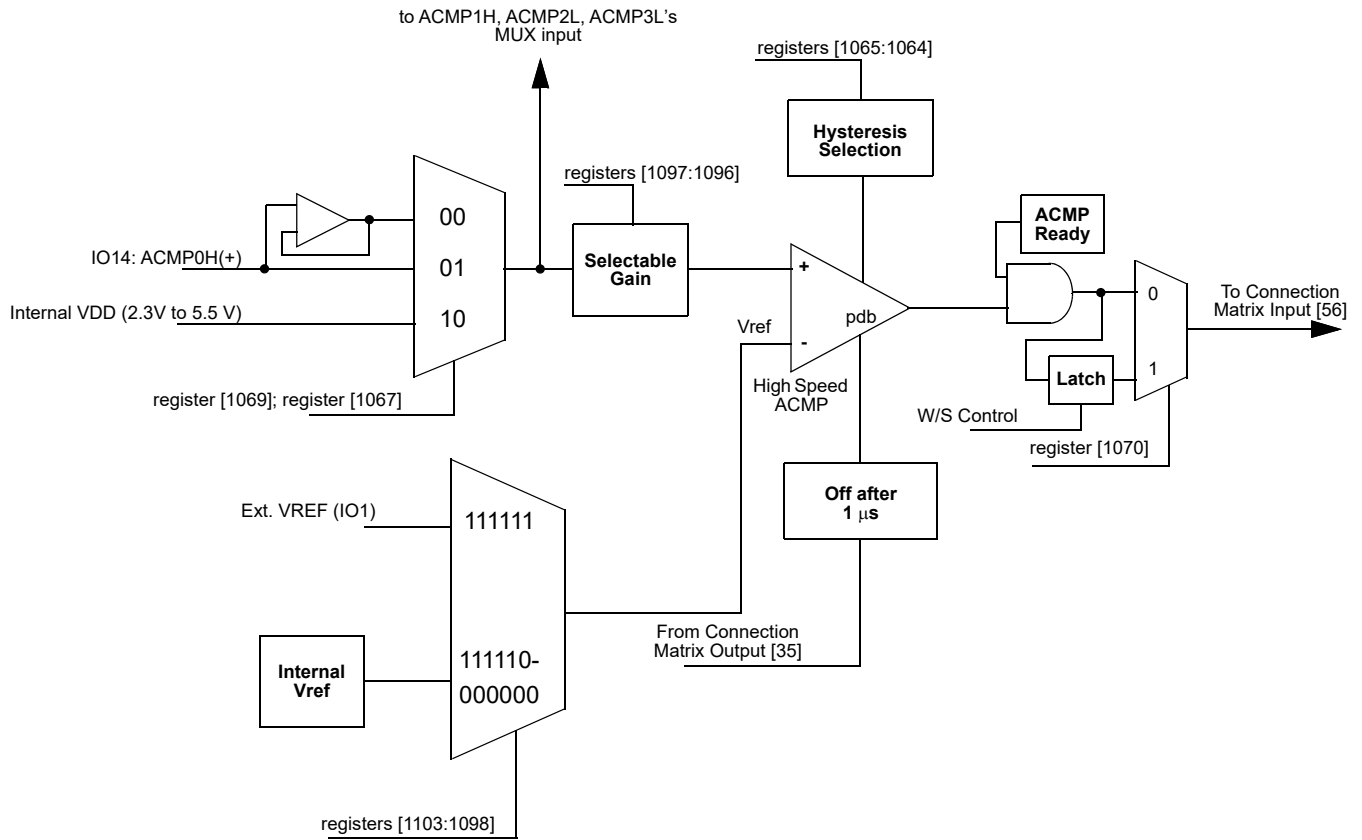 to ACMP1H, ACMP2L, ACMP3L's
MUX input
registers [1065:1064]
Hysteresis
Selection
registers [1097:1096]
00
01
10
IO14: ACMP0H(+)
Internal VDD (2.3V to 5.5 V)
Selectable
Gain
register [1069]; register [1067]
+
-
pdb
Vref
High Speed
ACMP
ACMP
Ready
0
1
Latch
W/S Control
register [1070]
To Connection
Matrix Input [56]
Off after
1 μs
From Connection
Matrix Output [35]
Ext. VREF (IO1)
111111
Internal
Vref
111110-
000000
registers [1103:1098]